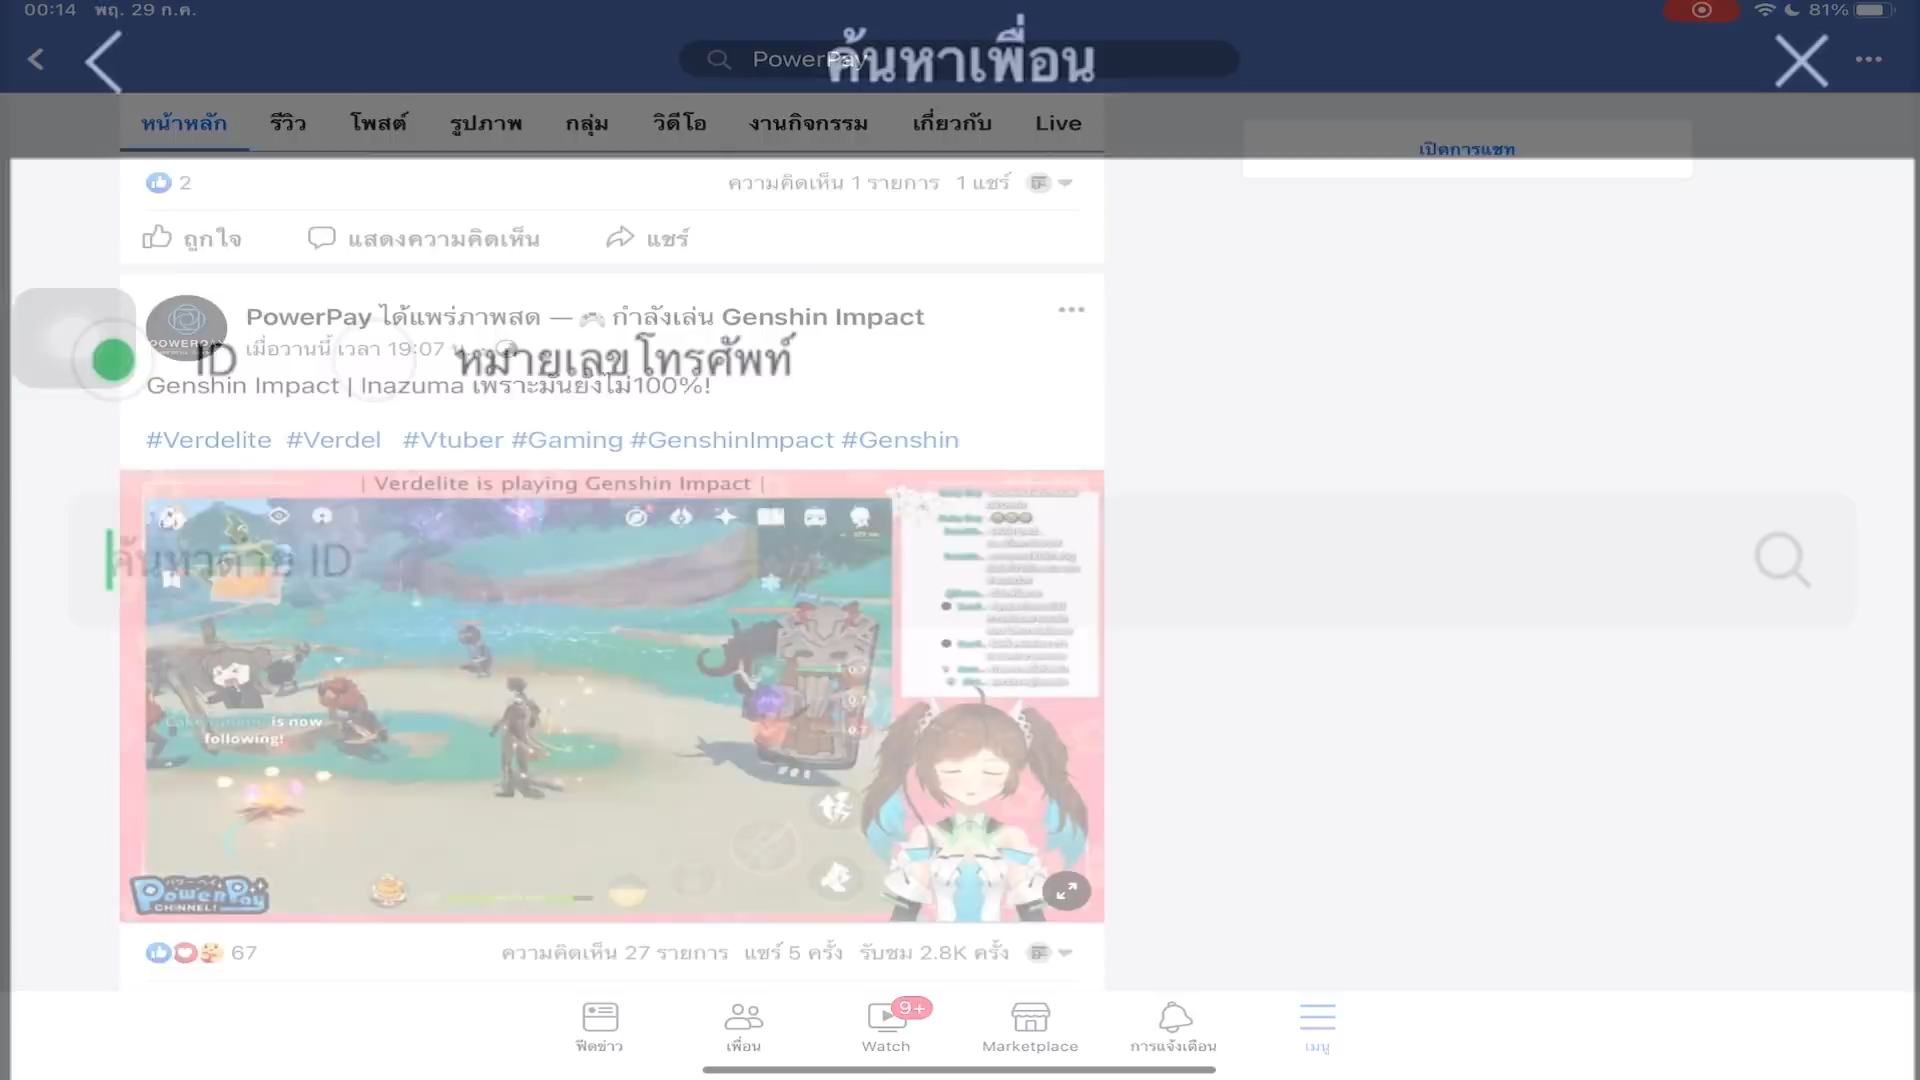 00:14 พฤ. 29 ก.ค.
81%
PowerPay
ค้นหาเพื่อน
หน้าหลัก รีวิว โพสต์ รูปภาพ กลุ่ม วิดีโอ งานกิจกรรม เกี่ยวกับ Live
เปิดการแชท
2
ความคิดเห็น 1 รายการ 1 แชร์
ถูกใจ แสดงความคิดเห็น แชร์
PowerPay ได้แพร่ภาพสด — 🎮 กำลังเล่น Genshin Impact
เมื่อวานนี้ เวลา 19:07 น.
ID หมายเลขโทรศัพท์
Genshin Impact | Inazuma เพราะมันยังไม่100%!
#Verdelite #Verdel #Vtuber #Gaming #GenshinImpact #Genshin
| Verdelite is playing Genshin Impact |
ค้นหาด้วย ID
is now
following!
PowerPay
CHANNEL!
67
ความคิดเห็น 27 รายการ แชร์ 5 ครั้ง รับชม 2.8K ครั้ง
9+
ฟีดข่าว เพื่อน Watch Marketplace การแจ้งเตือน เมนู